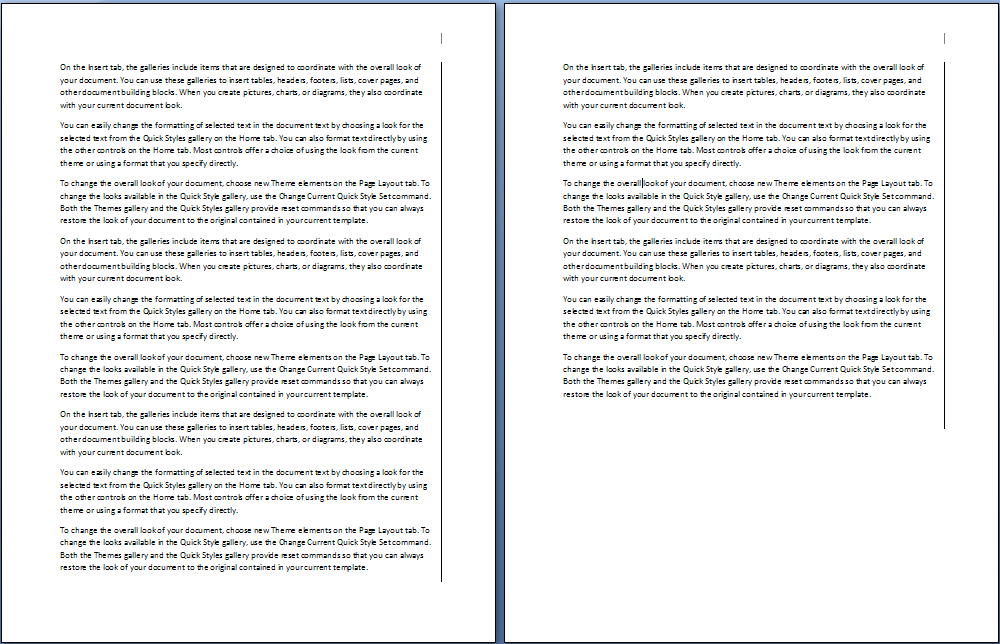 On the Insert tab, the galleries include items that are designed to coordinate with the overall look of
your document. You can use these galleries to insert tables, headers, footers, lists, cover pages, and
other document building blocks. When you create pictures, charts, or diagrams, they also coordinate
with your current document look.
You can easily change the formatting of selected text in the document text by choosing a look for the
selected text from the Quick Styles gallery on the Home tab. You can also format text directly by using
the other controls on the Home tab. Most controls offer a choice of using the look from the current
theme or using a format that you specify directly.
To change the overall look of your document, choose new Theme elements on the Page Layout tab. To
change the looks available in the Quick Style gallery, use the Change Current Quick Style Set command.
Both the Themes gallery and the Quick Styles gallery provide reset commands so that you can always
restore the look of your document to the original contained in your current template.
On the Insert tab, the galleries include items that are designed to coordinate with the overall look of
your document. You can use these galleries to insert tables, headers, footers, lists, cover pages, and
other document building blocks. When you create pictures, charts, or diagrams, they also coordinate
with your current document look.
You can easily change the formatting of selected text in the document text by choosing a look for the
selected text from the Quick Styles gallery on the Home tab. You can also format text directly by using
the other controls on the Home tab. Most controls offer a choice of using the look from the current
theme or using a format that you specify directly.
To change the overall look of your document, choose new Theme elements on the Page Layout tab. To
change the looks available in the Quick Style gallery, use the Change Current Quick Style Set command.
Both the Themes gallery and the Quick Styles gallery provide reset commands so that you can always
restore the look of your document to the original contained in your current template.
On the Insert tab, the galleries include items that are designed to coordinate with the overall look of
your document. You can use these galleries to insert tables, headers, footers, lists, cover pages, and
other document building blocks. When you create pictures, charts, or diagrams, they also coordinate
with your current document look.
You can easily change the formatting of selected text in the document text by choosing a look for the
selected text from the Quick Styles gallery on the Home tab. You can also format text directly by using
the other controls on the Home tab. Most controls offer a choice of using the look from the current
theme or using a format that you specify directly.
To change the overall look of your document, choose new Theme elements on the Page Layout tab. To
change the looks available in the Quick Style gallery, use the Change Current Quick Style Set command.
Both the Themes gallery and the Quick Styles gallery provide reset commands so that you can always
restore the look of your document to the original contained in your current template.
On the Insert tab, the galleries include items that are designed to coordinate with the overall look of
your document. You can use these galleries to insert tables, headers, footers, lists, cover pages, and
other document building blocks. When you create pictures, charts, or diagrams, they also coordinate
with your current document look.
You can easily change the formatting of selected text in the document text by choosing a look for the
selected text from the Quick Styles gallery on the Home tab. You can also format text directly by using
the other controls on the Home tab. Most controls offer a choice of using the look from the current
theme or using a format that you specify directly.
To change the overall look of your document, choose new Theme elements on the Page Layout tab. To
change the looks available in the Quick Style gallery, use the Change Current Quick Style Set command.
Both the Themes gallery and the Quick Styles gallery provide reset commands so that you can always
restore the look of your document to the original contained in your current template.
On the Insert tab, the galleries include items that are designed to coordinate with the overall look of
your document. You can use these galleries to insert tables, headers, footers, lists, cover pages, and
other document building blocks. When you create pictures, charts, or diagrams, they also coordinate
with your current document look.
You can easily change the formatting of selected text in the document text by choosing a look for the
selected text from the Quick Styles gallery on the Home tab. You can also format text directly by using
the other controls on the Home tab. Most controls offer a choice of using the look from the current
theme or using a format that you specify directly.
To change the overall look of your document, choose new Theme elements on the Page Layout tab. To
change the looks available in the Quick Style gallery, use the Change Current Quick Style Set command.
Both the Themes gallery and the Quick Styles gallery provide reset commands so that you can always
restore the look of your document to the original contained in your current template.